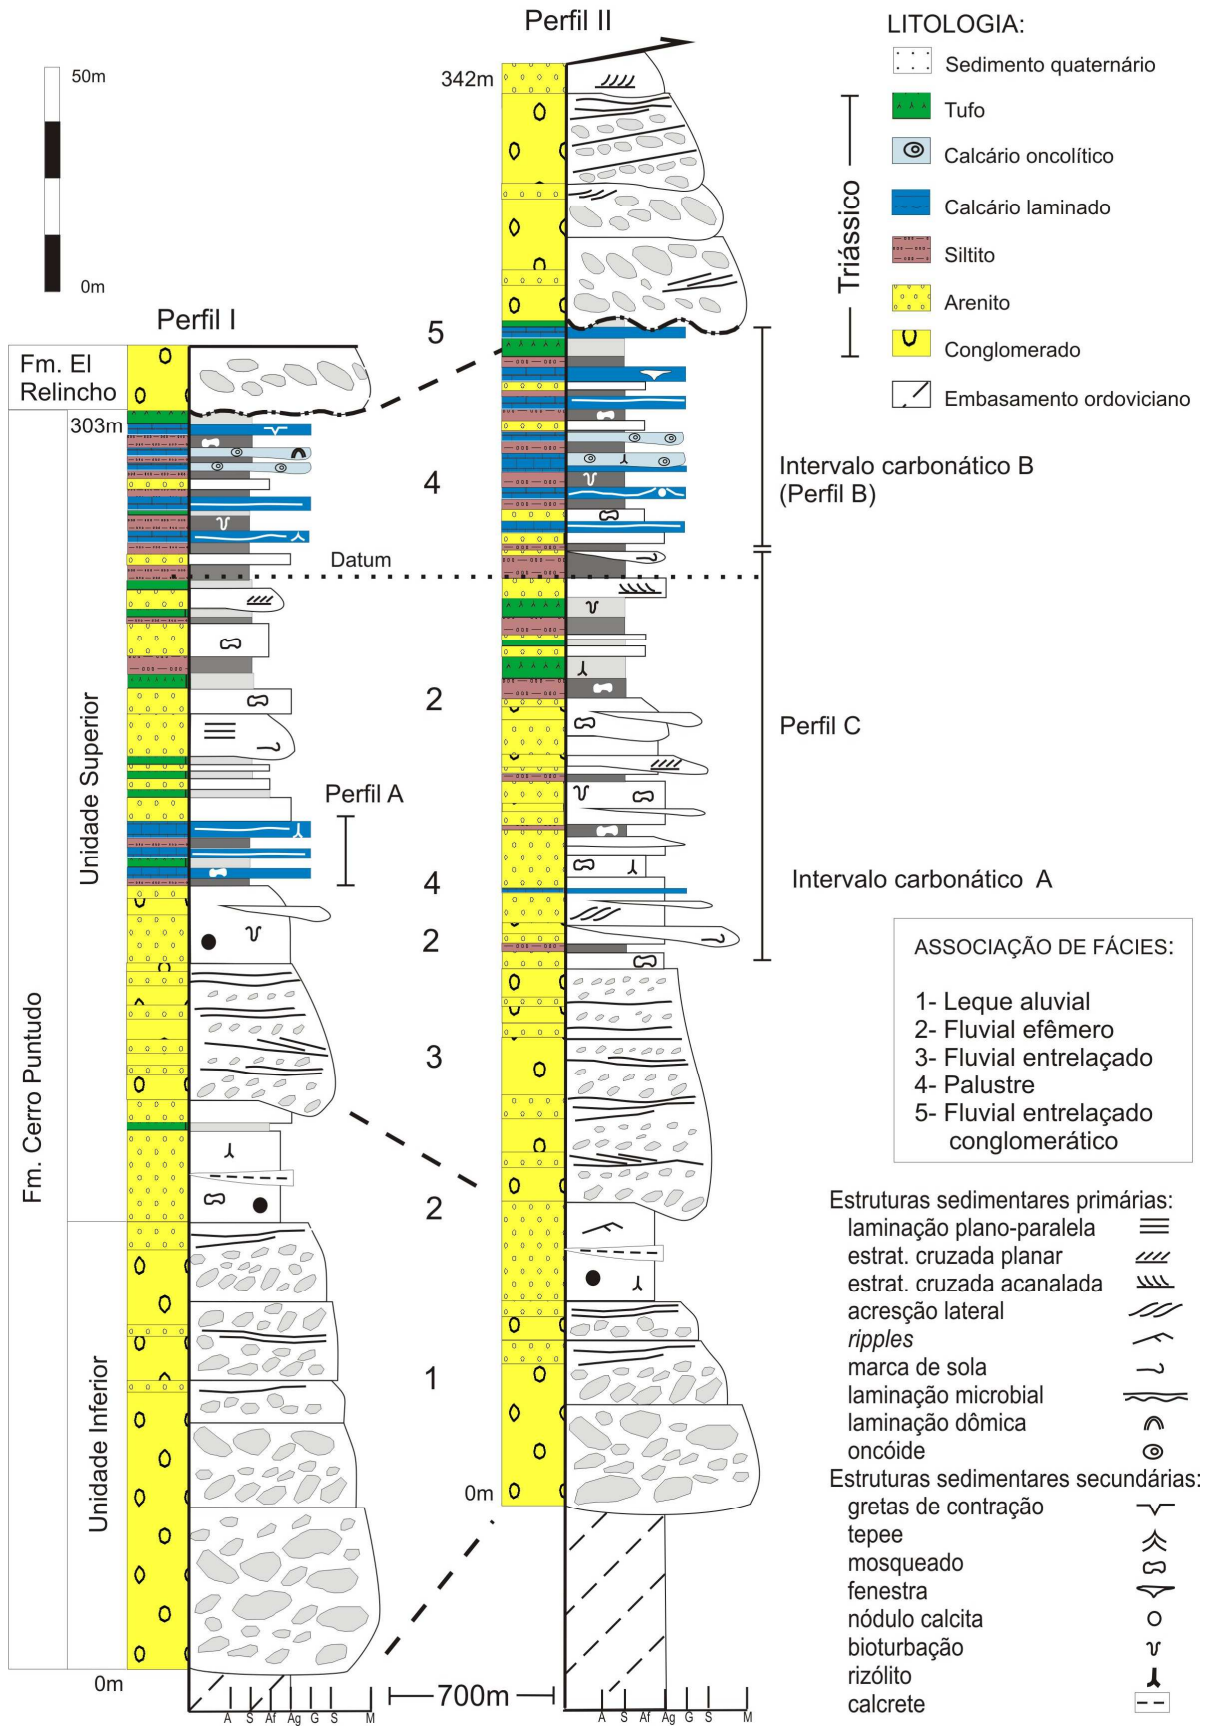 Perfil II
LITOLOGIA:
Sedimento quaternário
Tufo
Calcário oncolítico
Calcário laminado
Siltito
Arenito
Conglomerado
Embasamento ordoviciano
Triássico
50m
0m
342m
Perfil I
Fm. El
Relincho
303m
5
4
Datum
2
Perfil A
4
2
3
2
1
Intervalo carbonático B
(Perfil B)
Perfil C
Intervalo carbonático A
Unidade Superior
Fm. Cerro Puntudo
Unidade Inferior
0m
0m
700m
A S Af Ag G S M
A S Af Ag G S M
ASSOCIAÇÃO DE FÁCIES:
1- Leque aluvial
2- Fluvial efêmero
3- Fluvial entrelaçado
4- Palustre
5- Fluvial entrelaçado
conglomerático
Estruturas sedimentares primárias:
laminação plano-paralela
estrat. cruzada planar
estrat. cruzada acanalada
acresção lateral
ripples
marca de sola
laminação microbial
laminação dômica
oncóide
Estruturas sedimentares secundárias:
gretas de contração
tepee
mosqueado
fenestra
nódulo calcita
bioturbação
rizólito
calcrete